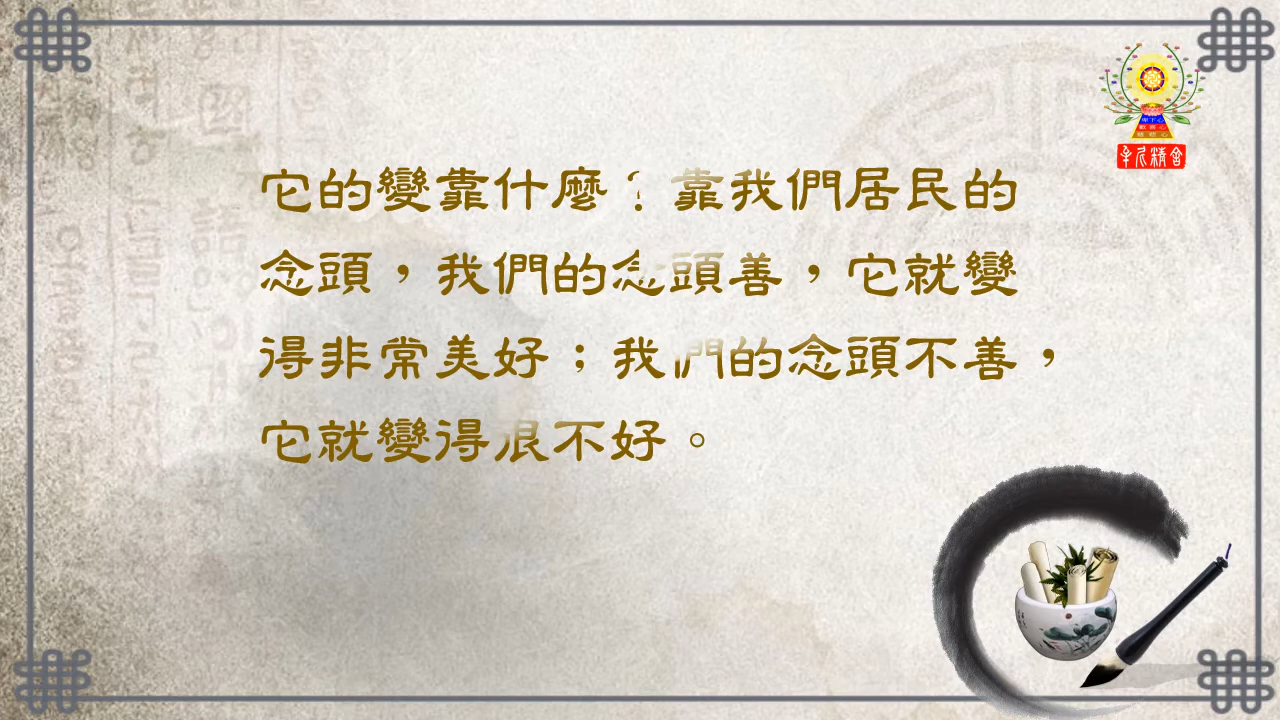 它的變靠什麼？靠我們居民的
念頭，我們的念頭善，它就變
得非常美好；我們的念頭不善，
它就變得很不好。